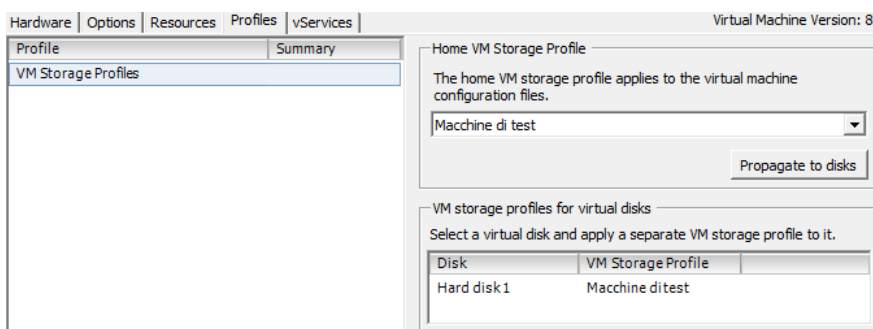 Hardware Options Resources Profiles vServices Virtual Machine Version: 8
Profile Summary
VM Storage Profiles
Home VM Storage Profile
The home VM storage profile applies to the virtual machine
configuration files.
Macchine di test
Propagate to disks
VM storage profiles for virtual disks
Select a virtual disk and apply a separate VM storage profile to it.
Disk VM Storage Profile
Hard disk 1 Macchine di test